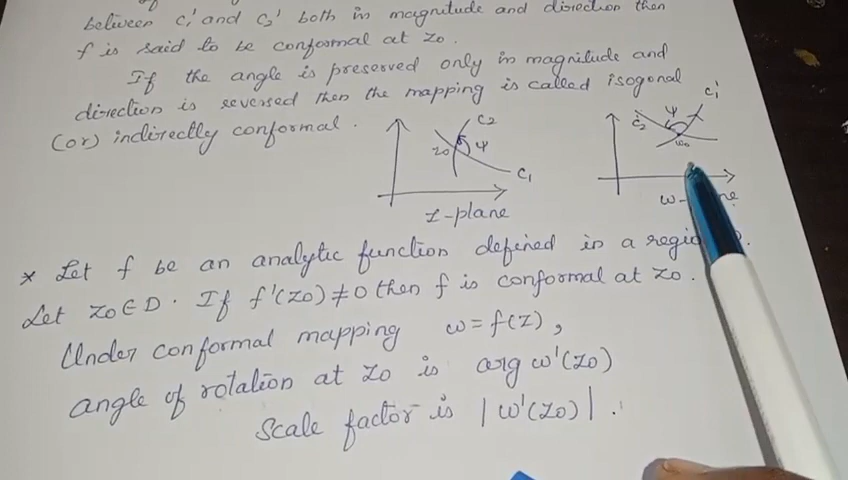 between C₁' and C₂' both in magnitude and direction then
f is said to be conformal at z₀.
If the angle is preserved only in magnitude and
direction is reversed then the mapping is called isogonal
(or) indirectly conformal.
C₂
z₀ ψ
C₁
z-plane
C₁'
C₂' ψ
w₀
w-
* Let f be an analytic function defined in a region
Let z₀ ∈ D. If f'(z₀) ≠ 0 then f is conformal at z₀.
Under conformal mapping w = f(z),
angle of rotation at z₀ is arg w'(z₀)
Scale factor is |w'(z₀)|.